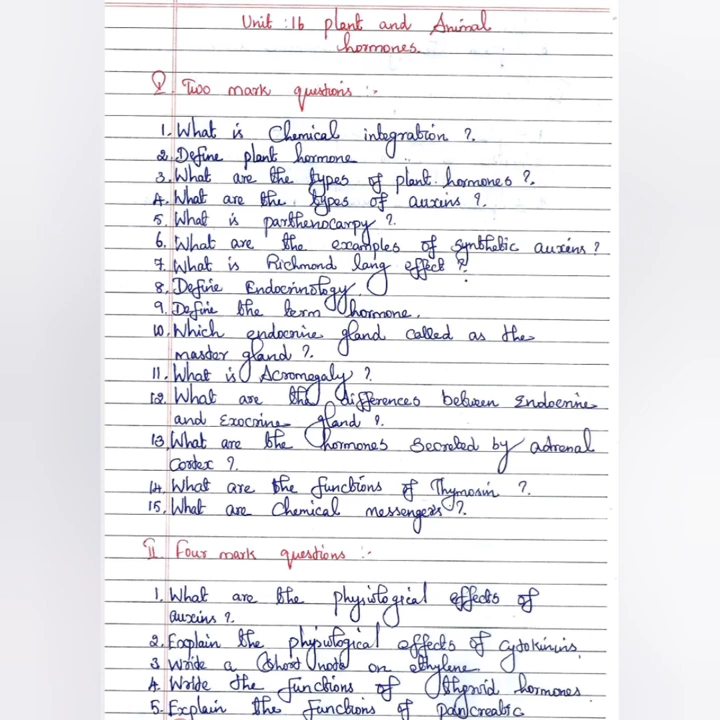 Unit :16 plant and Animal
hormones.
I. Two mark questions :-
1. What is Chemical integration ?.
2. Define plant hormone
3. What are the types of plant hormones ?.
4. What are the types of auxins ?.
5. What is parthenocarpy ?.
6. What are the examples of synthetic auxins ?
7. What is Richmond lang effect ?.
8. Define Endocrinology.
9. Define the term hormone.
10. Which endocrine gland called as the
master gland ?.
11. What is Acromegaly ?.
12. What are the differences between Endocrine
and Exocrine gland ?.
13. What are the hormones secreted by adrenal
Cortex ?.
14. What are the functions of Thymosin ?.
15. What are Chemical messengers ?.
II. Four mark questions :-
1. What are the physiological effects of
auxins ?.
2. Explain the physiological effects of cytokinins.
3. Write a short note on ethylene
4. Write the functions of thyroid hormones
5. Explain the functions of pancreatic